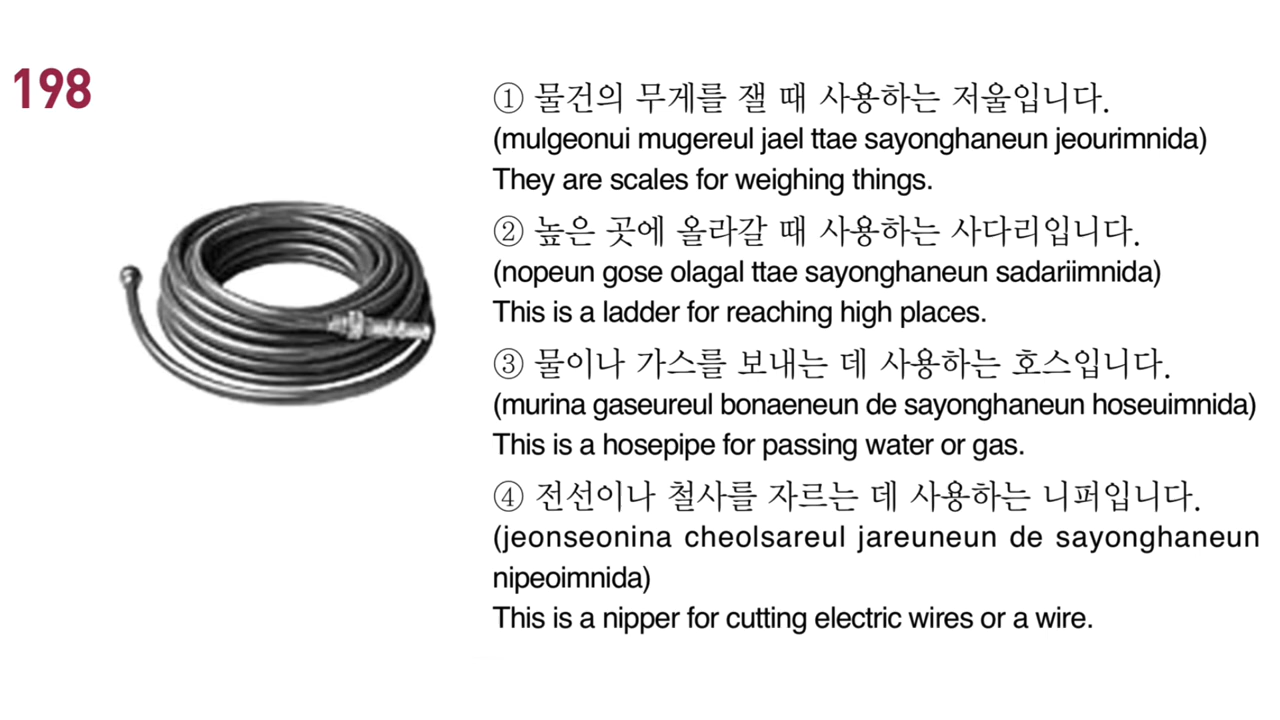 198
① 물건의 무게를 잴 때 사용하는 저울입니다.
(mulgeonui mugereul jael ttae sayonghaneun jeourimnida)
They are scales for weighing things.
② 높은 곳에 올라갈 때 사용하는 사다리입니다.
(nopeun gose olagal ttae sayonghaneun sadariimnida)
This is a ladder for reaching high places.
③ 물이나 가스를 보내는 데 사용하는 호스입니다.
(murina gaseureul bonaeneun de sayonghaneun hoseuimnida)
This is a hosepipe for passing water or gas.
④ 전선이나 철사를 자르는 데 사용하는 니퍼입니다.
(jeonseonina cheolsareul jareuneun de sayonghaneun
nipeoimnida)
This is a nipper for cutting electric wires or a wire.